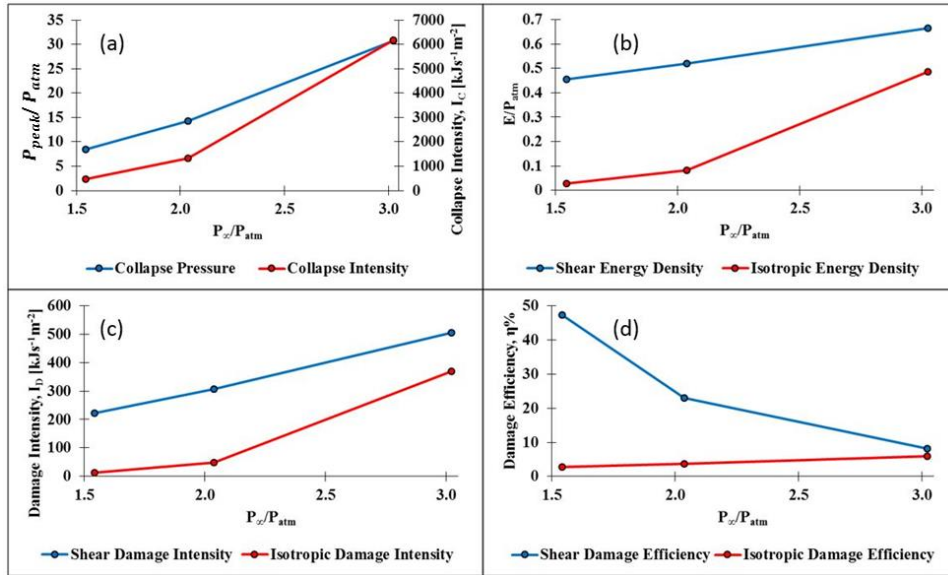 (a)
P_peak / P_atm
35
30
25
20
15
10
5
0
7000
6000
5000
4000
3000
2000
1000
0
Collapse Intensity, I_C [kJs⁻¹m⁻²]
1.5 2.0 2.5 3.0
P_∞/P_atm
Collapse Pressure Collapse Intensity
(b)
E/P_atm
0.7
0.6
0.5
0.4
0.3
0.2
0.1
0
1.5 2.0 2.5 3.0
P_∞/P_atm
Shear Energy Density Isotropic Energy Density
(c)
Damage Intensity, I_D [kJs⁻¹m⁻²]
600
500
400
300
200
100
0
1.5 2.0 2.5 3.0
P_∞/P_atm
Shear Damage Intensity Isotropic Damage Intensity
(d)
Damage Efficiency, η%
50
40
30
20
10
0
1.5 2.0 2.5 3.0
P_∞/P_atm
Shear Damage Efficiency Isotropic Damage Efficiency